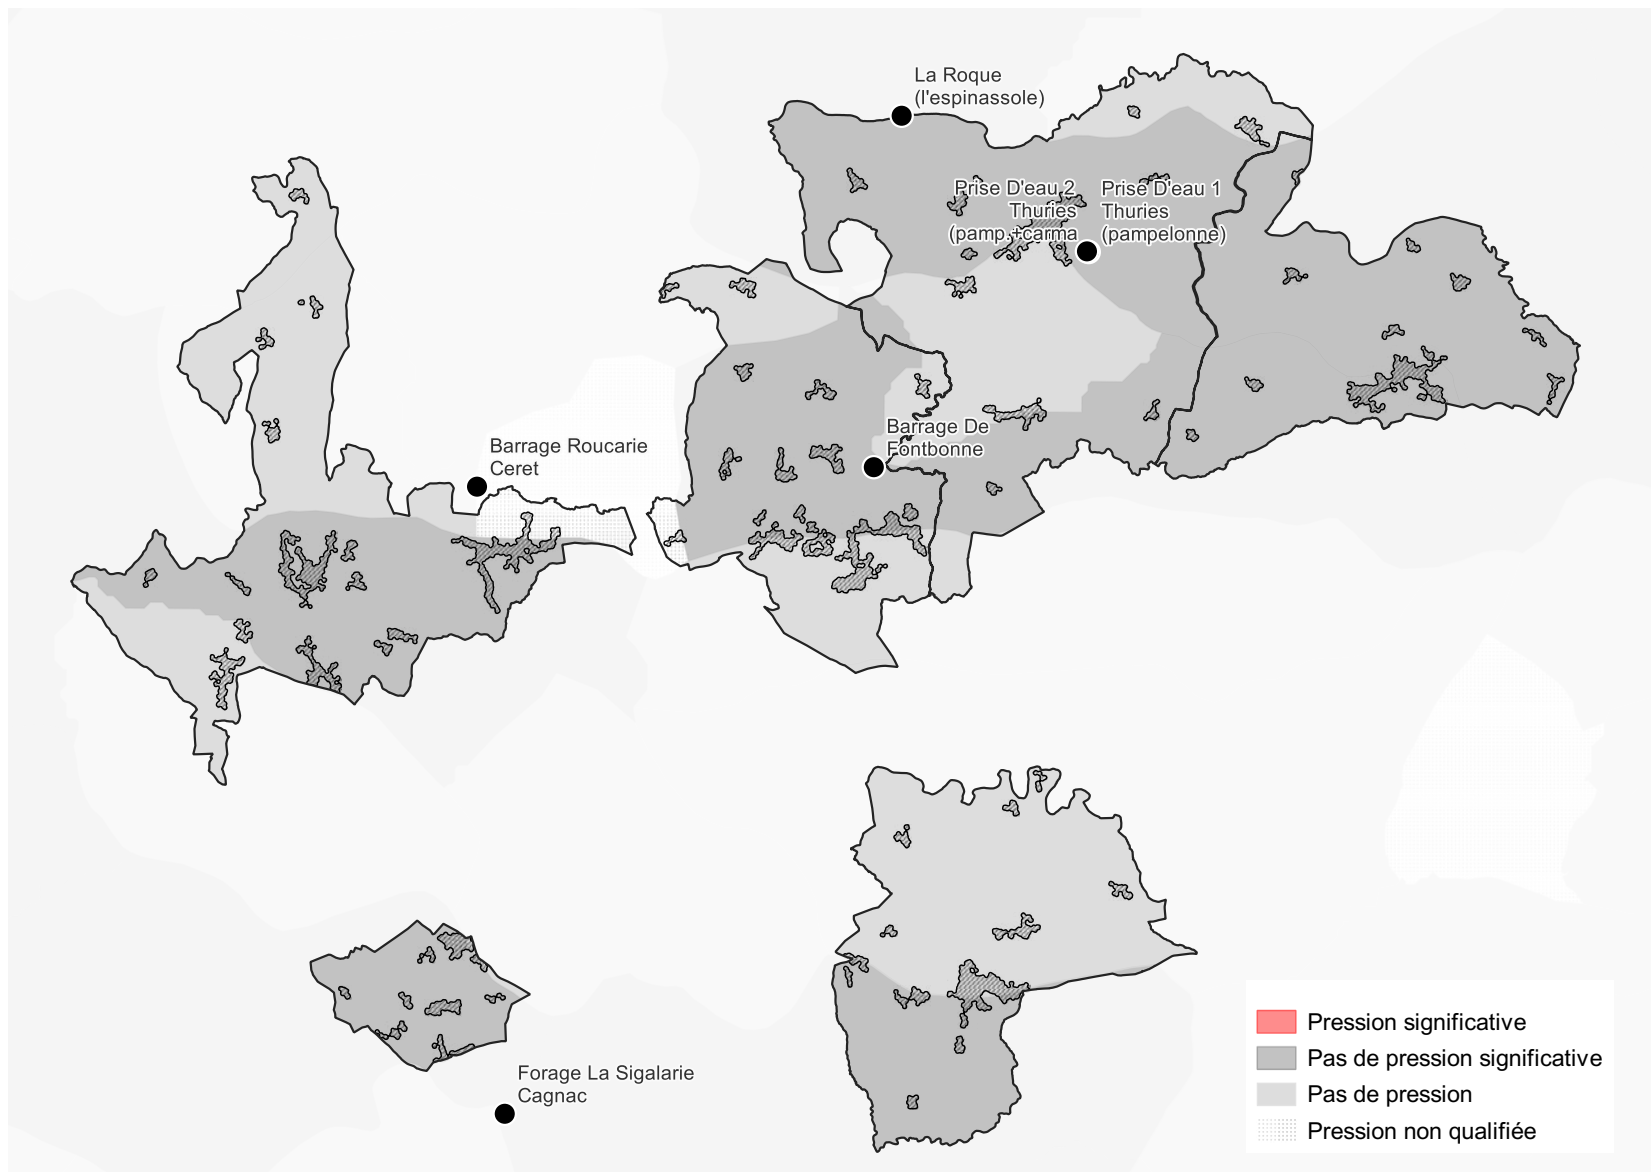 La Roque
(l'espinassole)
Prise D'eau 2
Thuries
(pamp.+carma
Prise D'eau 1
Thuries
(pampelonne)
Barrage De
Fontbonne
Barrage Roucarie
Ceret
Forage La Sigalarie
Cagnac
Pression significative
Pas de pression significative
Pas de pression
Pression non qualifiée